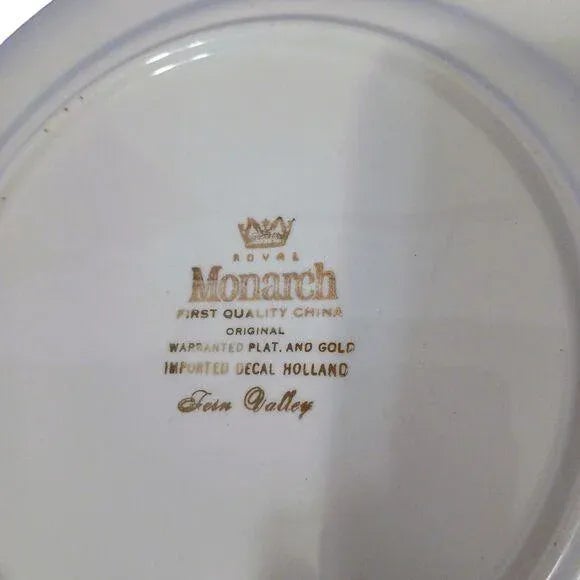 ROYAL
Monarch
FIRST QUALITY CHINA
ORIGINAL
WARRANTED PLAT. AND GOLD
IMPORTED DECAL HOLLAND
Fern Valley